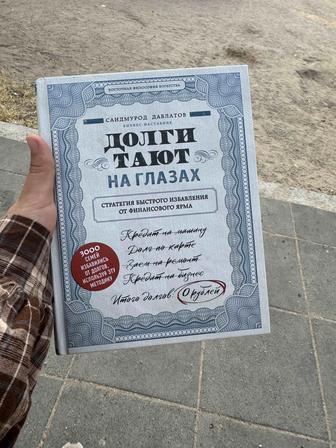 ВОСТОЧНАЯ ФИЛОСОФИЯ БОГАТСТВА
САИДМУРОД ДАВЛАТОВ
БИЗНЕС-НАСТАВНИК
ДОЛГИ
ТАЮТ
НА ГЛАЗАХ
СТРАТЕГИЯ БЫСТРОГО ИЗБАВЛЕНИЯ
ОТ ФИНАНСОВОГО ЯРМА
Кредит на машину
Долг по карте
Заем на ремонт
Кредит на бизнес
Итого долгов: 0 рублей
3000
СЕМЕЙ
ИЗБАВИЛИСЬ
ОТ ДОЛГОВ,
ИСПОЛЬЗУЯ ЭТУ
МЕТОДИКУ